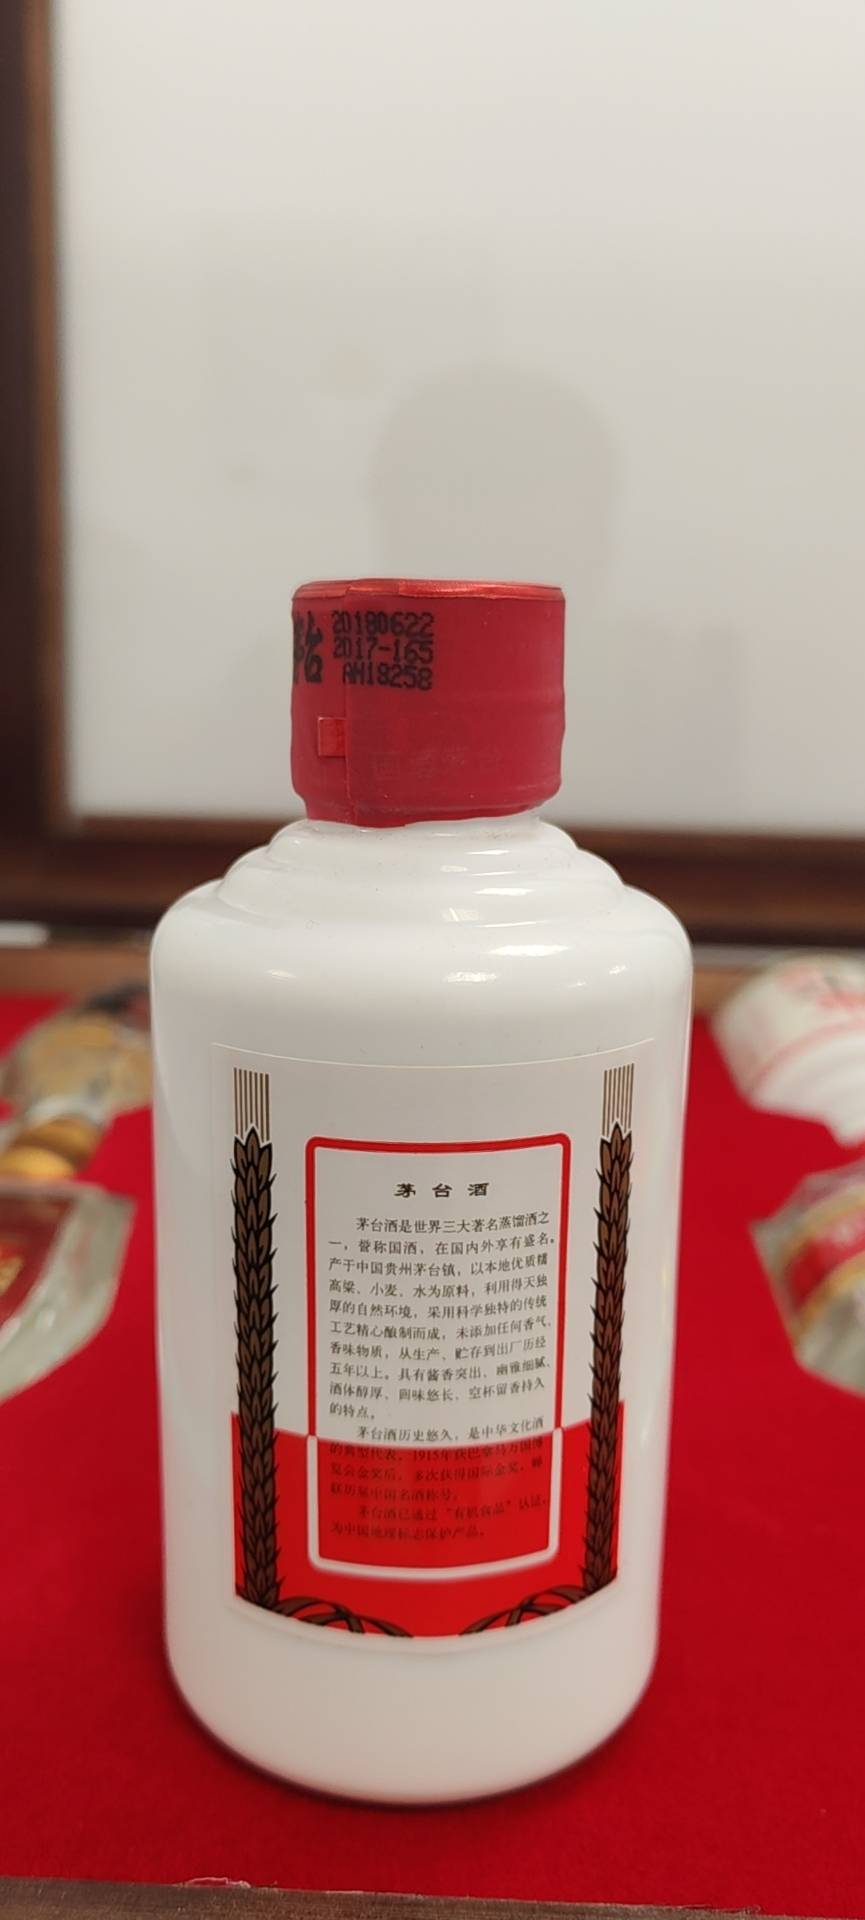 台
20180622
2017-165
AH18258
茅台酒
茅台酒是世界三大著名蒸馏酒之
一，誉称国酒，在国内外享有盛名。
产于中国贵州茅台镇，以本地优质糯
高粱、小麦、水为原料，利用得天独
厚的自然环境，采用科学独特的传统
工艺精心酿制而成，未添加任何香气、
香味物质，从生产、贮存到出厂历经
五年以上。具有酱香突出、幽雅细腻、
酒体醇厚、回味悠长、空杯留香持久
的特点。
茅台酒历史悠久，是中华文化酒
的典型代表。1915年获巴拿马万国博
览会金奖后，多次获得国际金奖，蝉
联历届中国名酒称号。
茅台酒已通过“有机食品”认证，
为中国地理标志保护产品。